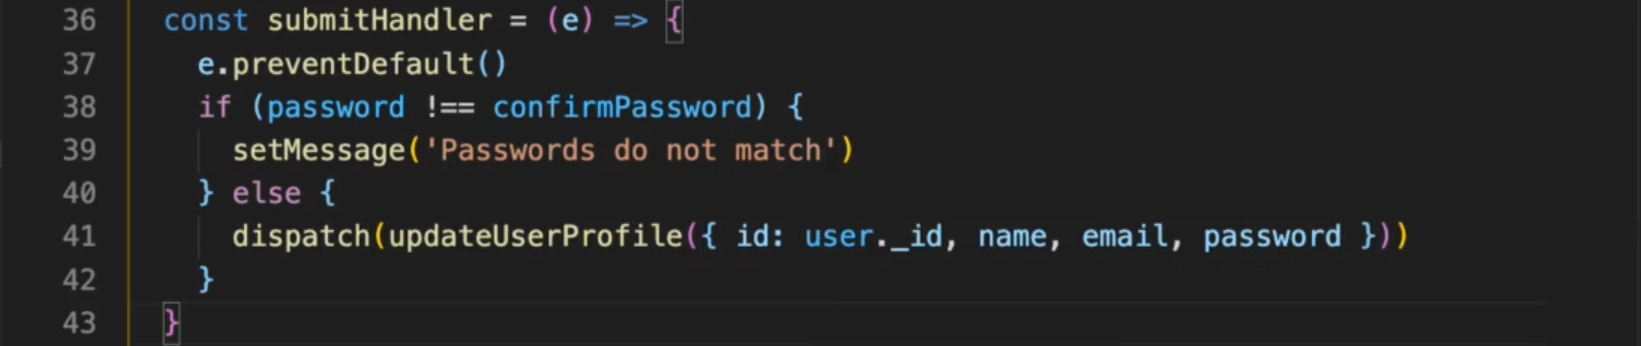 36 const submitHandler = (e) => {
37 e.preventDefault()
38 if (password !== confirmPassword) {
39 setMessage('Passwords do not match')
40 } else {
41 dispatch(updateUserProfile({ id: user._id, name, email, password }))
42 }
43 }